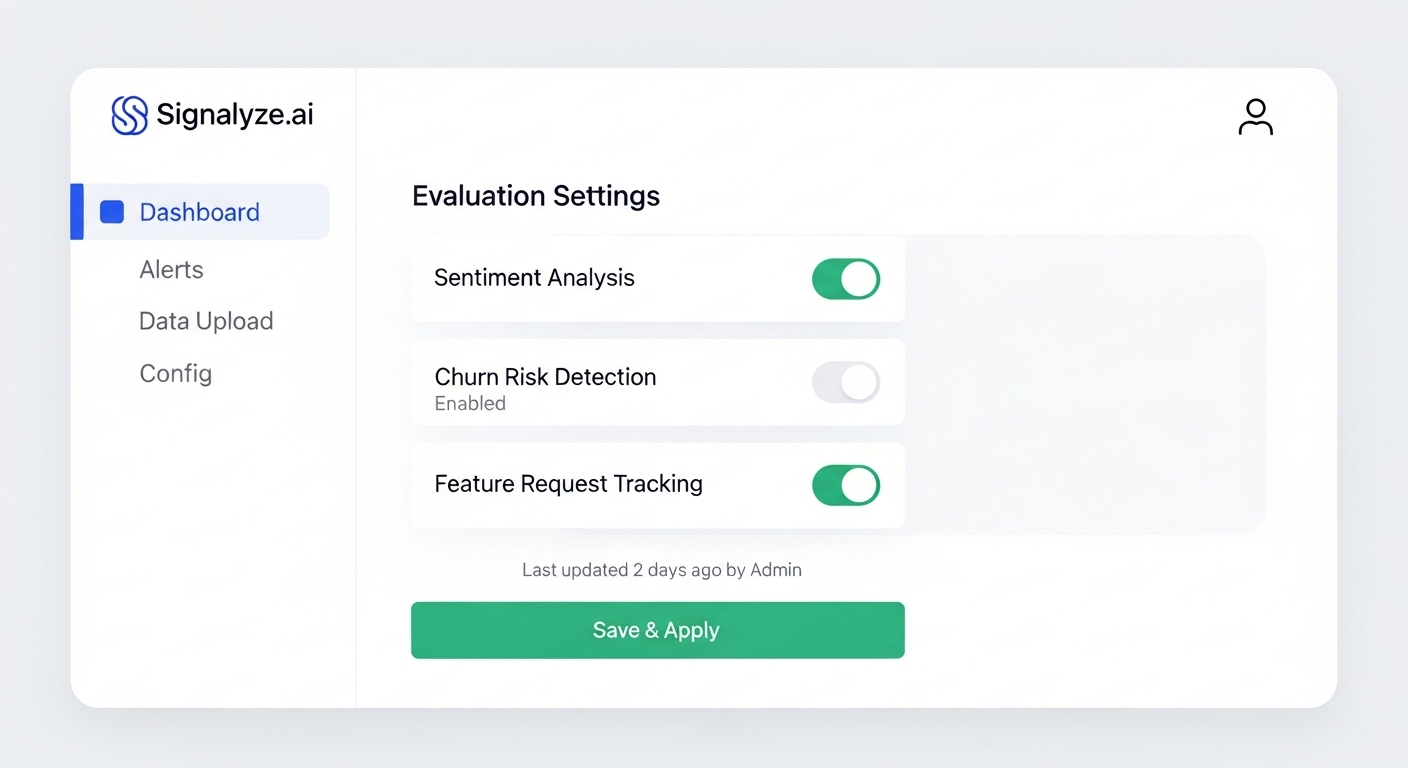 Signalyze.ai
Dashboard
Alerts
Data Upload
Config
Evaluation Settings
Sentiment Analysis
Churn Risk Detection
Enabled
Feature Request Tracking
Last updated 2 days ago by Admin
Save & Apply